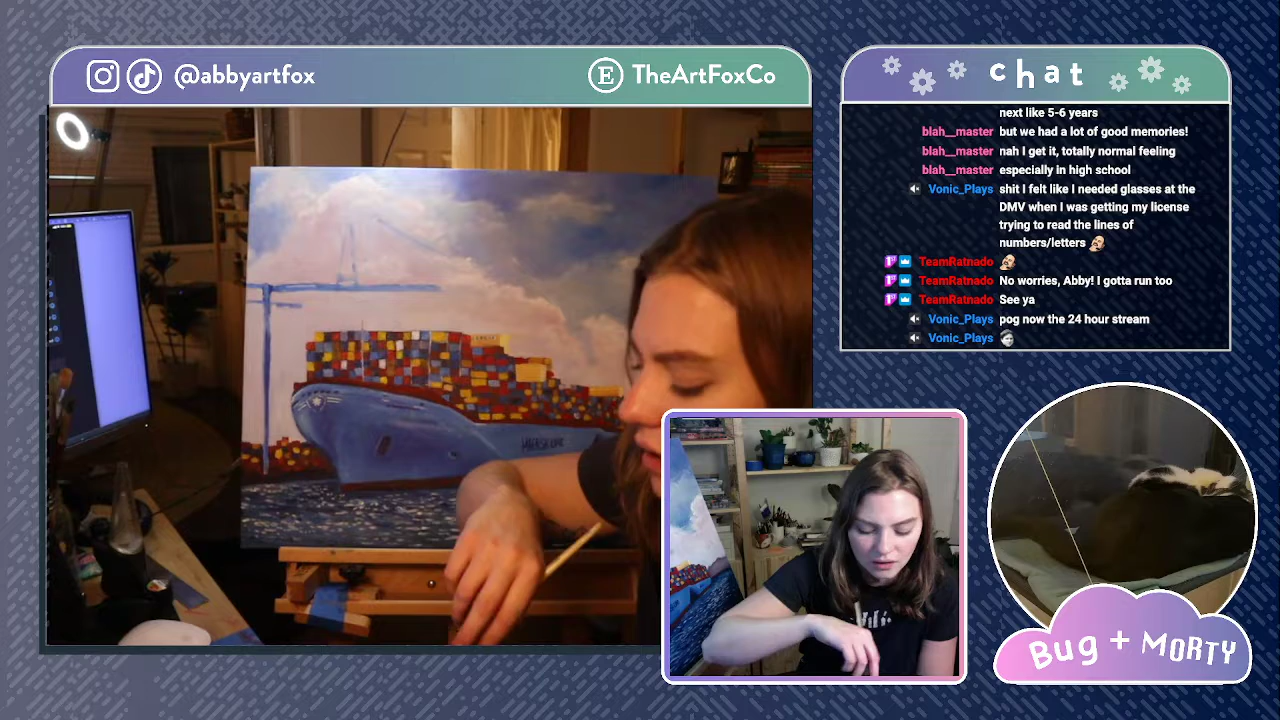 @abbyartfox
TheArtFoxCo
chat
next like 5-6 years
blah__master but we had a lot of good memories!
blah__master nah I get it, totally normal feeling
blah__master especially in high school
Vonic_Plays shit I felt like I needed glasses at the
DMV when I was getting my license
trying to read the lines of
numbers/letters
TeamRatnado
TeamRatnado No worries, Abby! I gotta run too
TeamRatnado See ya
Vonic_Plays pog now the 24 hour stream
Vonic_Plays
Bug + MORTY